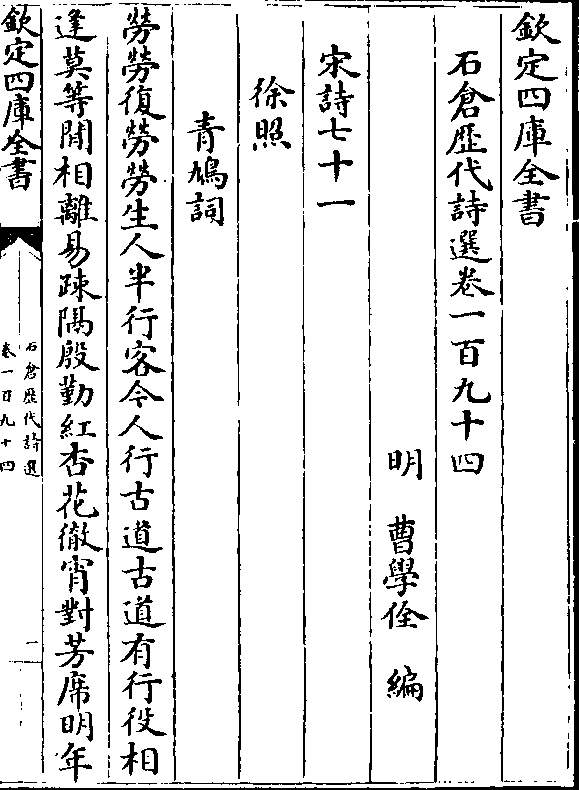 欽定四庫全書
石倉歴代詩選卷一百九十四
明　曹學佺　編
宋詩七十一
徐照
青鳩詞
勞勞復勞勞生人半行客令人行古道古道有行役相
逢莫等閒相離易踈隔殷勤紅杏花徹宵對芳席明年
欽定四庫全書
石倉歴代詩選
卷一百九十四
一